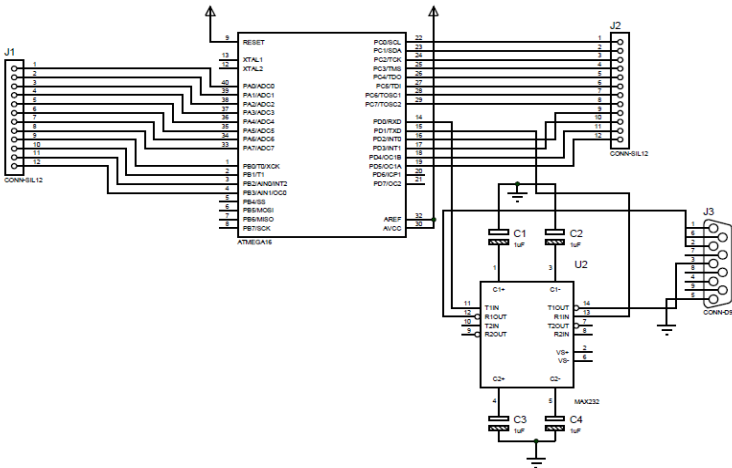 J1
1
2
3
4
5
6
7
8
9
10
11
12
CONN-SIL12
9 RESET
13 XTAL1
12 XTAL2
40 PA0/ADC0
39 PA1/ADC1
38 PA2/ADC2
37 PA3/ADC3
36 PA4/ADC4
35 PA5/ADC5
34 PA6/ADC6
33 PA7/ADC7
1 PB0/T0/XCK
2 PB1/T1
3 PB2/AIN0/INT2
4 PB3/AIN1/OC0
5 PB4/SS
6 PB5/MOSI
7 PB6/MISO
8 PB7/SCK
PC0/SCL 22
PC1/SDA 23
PC2/TCK 24
PC3/TMS 25
PC4/TDO 26
PC5/TDI 27
PC6/TOSC1 28
PC7/TOSC2 29
PD0/RXD 14
PD1/TXD 15
PD2/INT0 16
PD3/INT1 17
PD4/OC1B 18
PD5/OC1A 19
PD6/ICP1 20
PD7/OC2 21
AREF 32
AVCC 30
ATMEGA16
J2
1
2
3
4
5
6
7
8
9
10
11
12
CONN-SIL12
C1
1uF
C2
1uF
U2
1
3
C1+
C1-
11 T1IN
12 R1OUT
10 T2IN
9 R2OUT
T1OUT 14
R1IN 13
T2OUT 7
R2IN 8
VS+ 2
VS- 6
C2+
C2-
4
5
MAX232
C3
1uF
C4
1uF
J3
1
6
2
7
3
8
4
9
5
CONN-D9